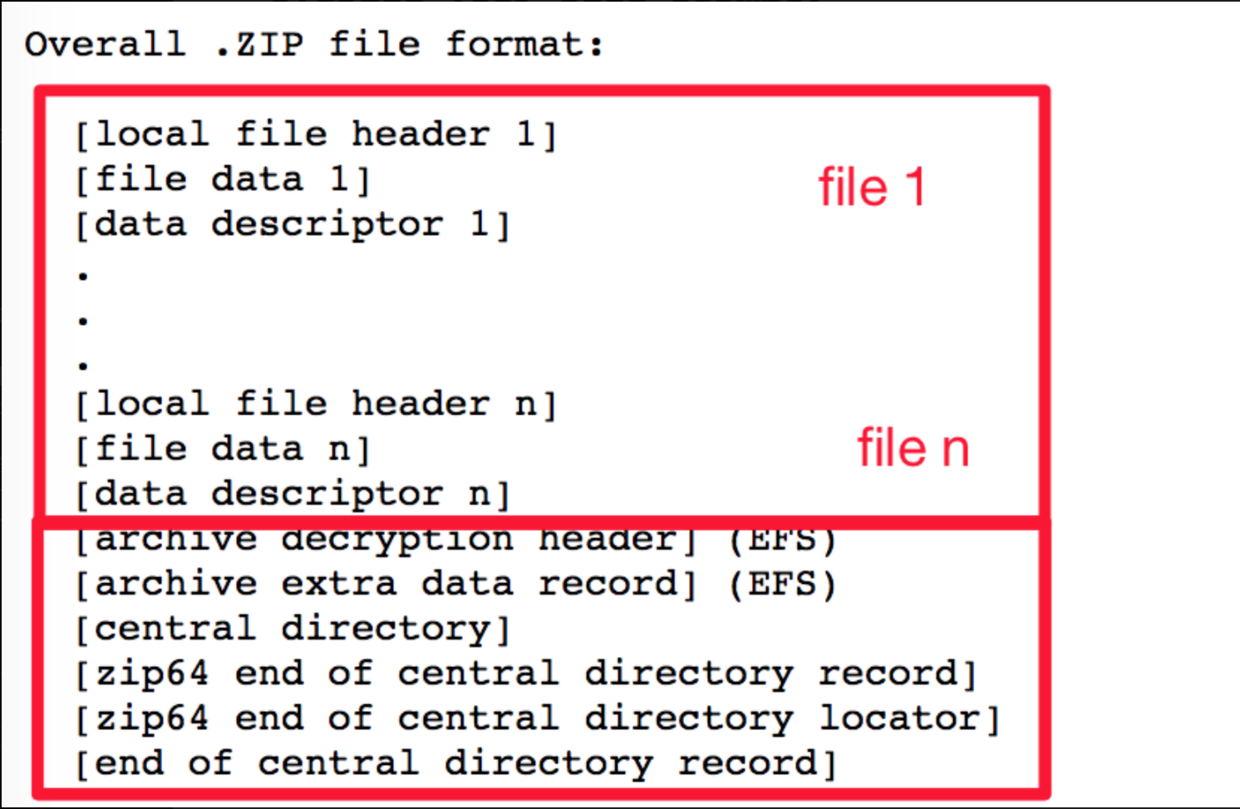 Overall .ZIP file format:
[local file header 1]
[file data 1]
file 1
[data descriptor 1]
.
.
.
[local file header n]
[file data n]
file n
[data descriptor n]
[archive decryption header] (EFS)
[archive extra data record] (EFS)
[central directory]
[zip64 end of central directory record]
[zip64 end of central directory locator]
[end of central directory record]